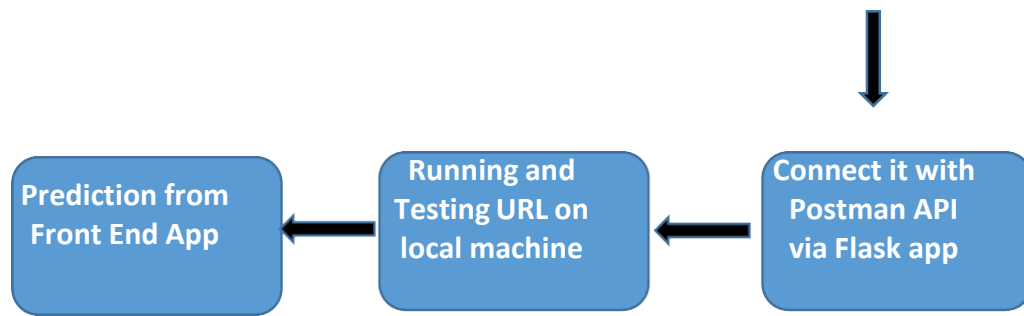 Prediction from
Front End App
Running and
Testing URL on
local machine
Connect it with
Postman API
via Flask app